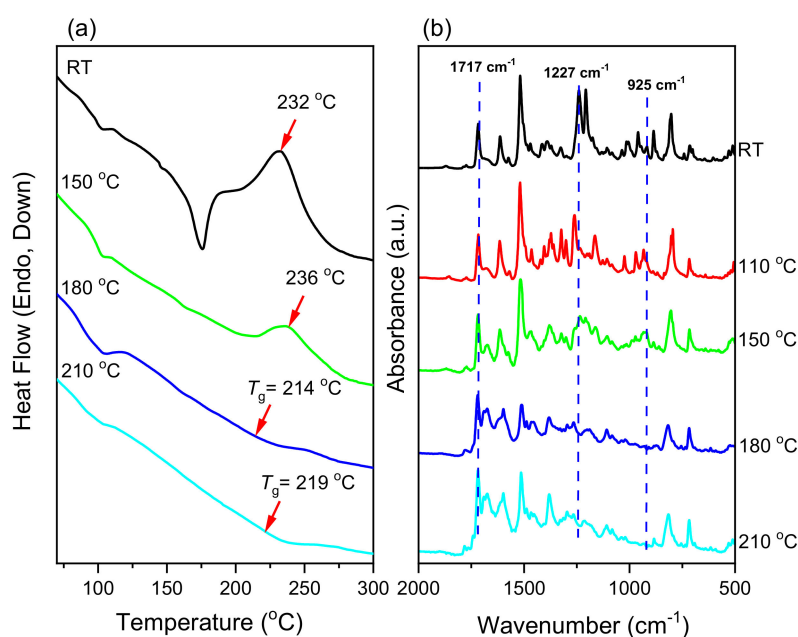 (a)
RT
232 °C
150 °C
236 °C
180 °C
Tg= 214 °C
210 °C
Tg= 219 °C
Heat Flow (Endo, Down)
100 150 200 250 300
Temperature (°C)
(b)
1717 cm-1
1227 cm-1
925 cm-1
RT
110 °C
150 °C
180 °C
210 °C
Absorbance (a.u.)
2000 1500 1000 500
Wavenumber (cm-1)